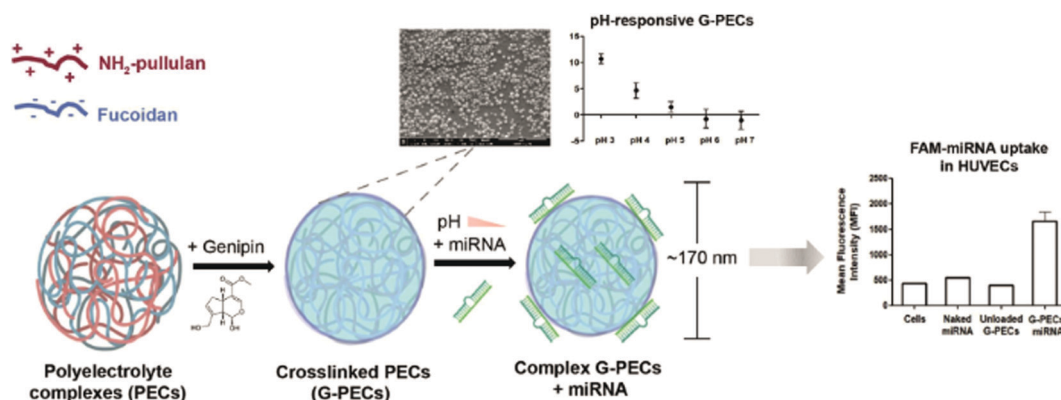 NH₂-pullulan
Fucoidan
pH-responsive G-PECs
15
10
5
0
-5
pH 3 pH 4 pH 5 pH 6 pH 7
+ Genipin
HO
OH
O
O
O
H
H
pH
+ miRNA
~170 nm
Polyelectrolyte
complexes (PECs)
Crosslinked PECs
(G-PECs)
Complex G-PECs
+ miRNA
FAM-miRNA uptake
in HUVECs
Mean Fluorescence
Intensity (MFI)
2500
2000
1500
1000
500
0
Cells
Naked
miRNA
Unloaded
G-PECs
G-PECs
miRNA